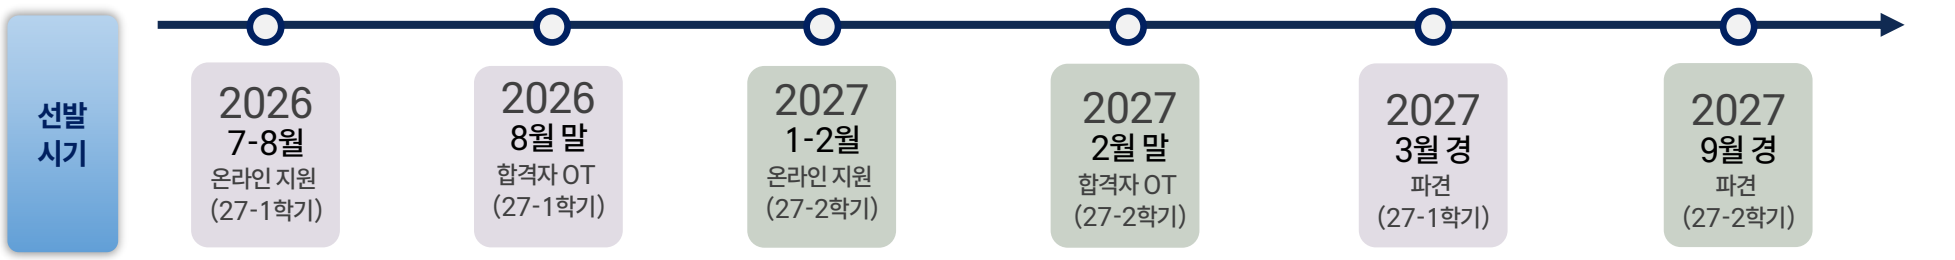 선발
시기
2026
7-8월
온라인 지원
(27-1학기)
2026
8월 말
합격자 OT
(27-1학기)
2027
1-2월
온라인 지원
(27-2학기)
2027
2월 말
합격자 OT
(27-2학기)
2027
3월 경
파견
(27-1학기)
2027
9월 경
파견
(27-2학기)